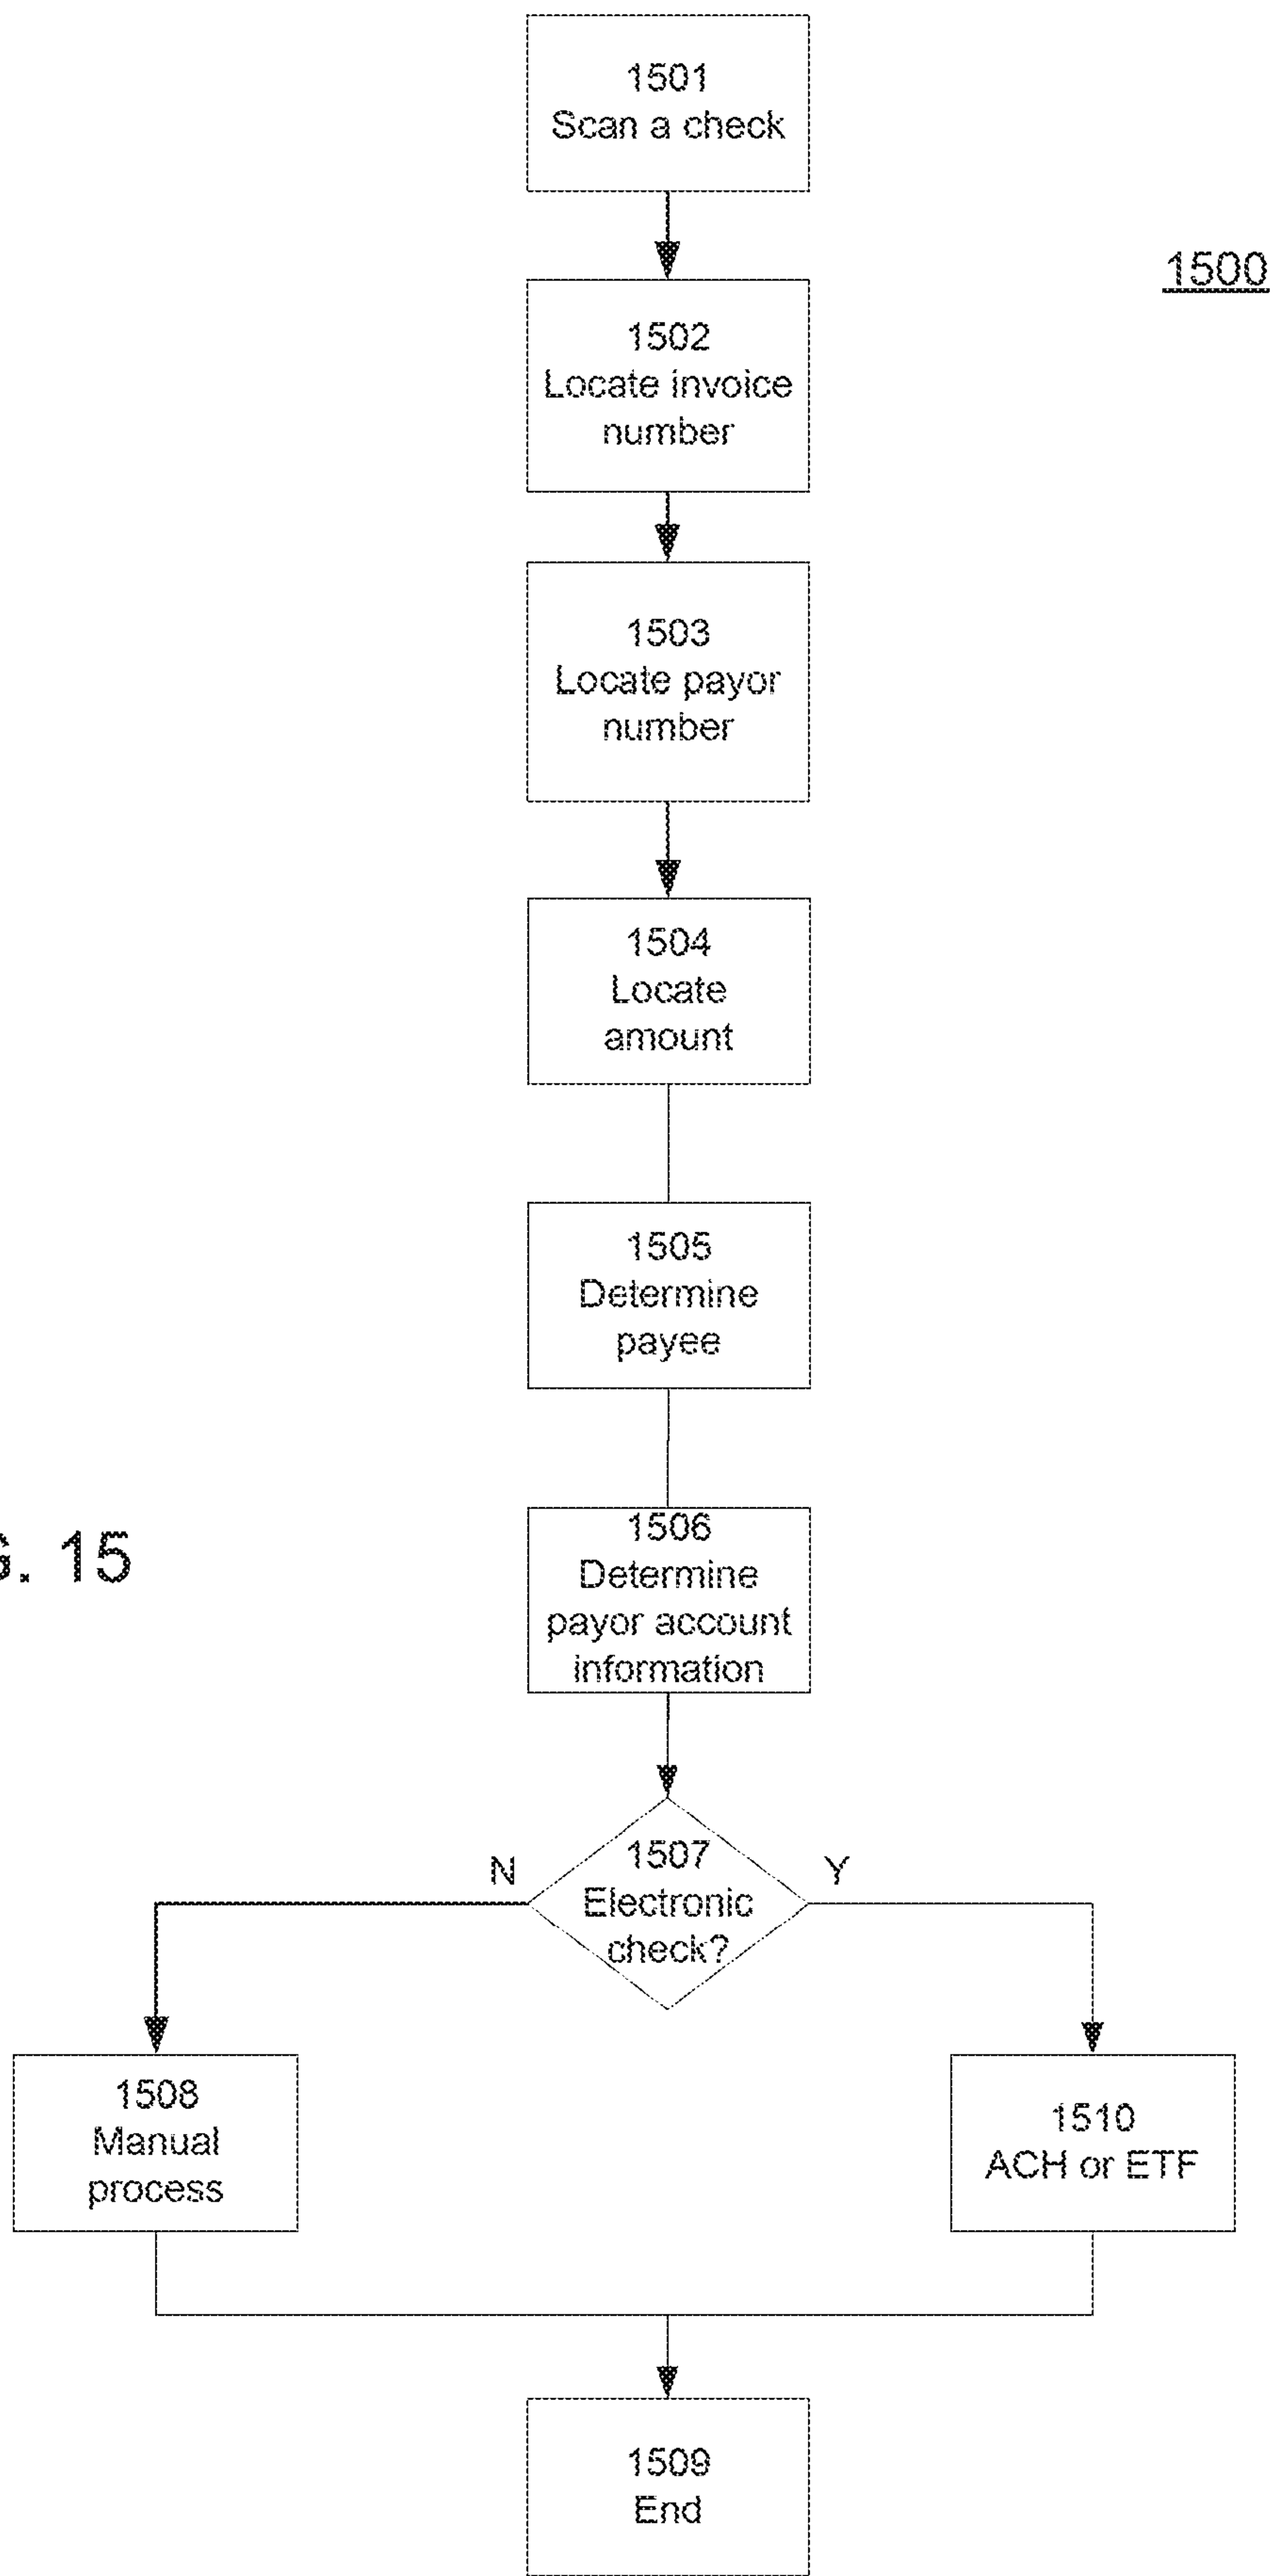 1501
Scan a check
1500
1502
Locate invoice
number
1503
Locate payor
number
1504
Locate
amount
1505
Determine
payee
G. 15
1506
Determine
payor account
information
1507
Electronic
check?
N
Y
1508
Manual
process
1510
ACH or ETF
1509
End